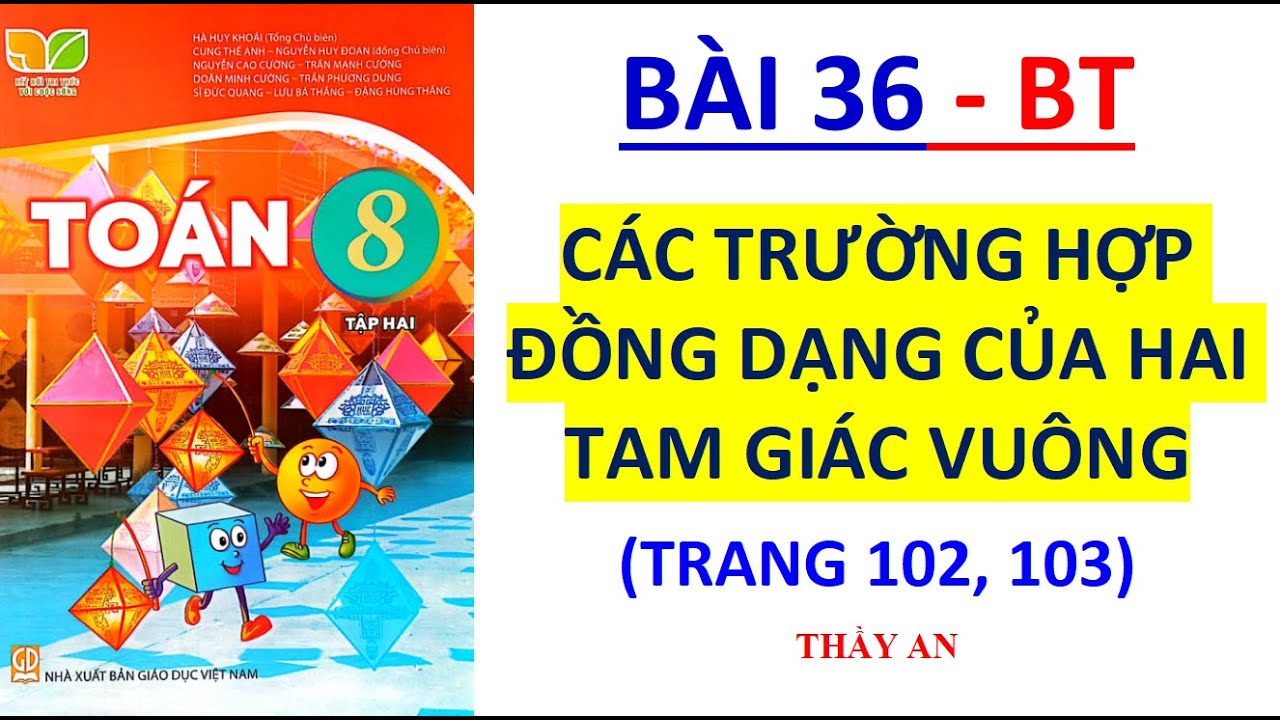 KẾT NỐI TRI THỨC
VỚI CUỘC SỐNG
HÀ HUY KHOÁI (Tổng Chủ biên)
CUNG THẾ ANH – NGUYỄN HUY ĐOAN (đồng Chủ biên)
NGUYỄN CAO CƯỜNG – TRẦN MẠNH CƯỜNG
DOÃN MINH CƯỜNG – TRẦN PHƯƠNG DUNG
SĨ ĐỨC QUANG – LƯU BÁ THẮNG – ĐẶNG HÙNG THẮNG
TOÁN 8
TẬP HAI
HUẾ
GD
NHÀ XUẤT BẢN GIÁO DỤC VIỆT NAM
BÀI 36 - BT
CÁC TRƯỜNG HỢP
ĐỒNG DẠNG CỦA HAI
TAM GIÁC VUÔNG
(TRANG 102, 103)
THẦY AN